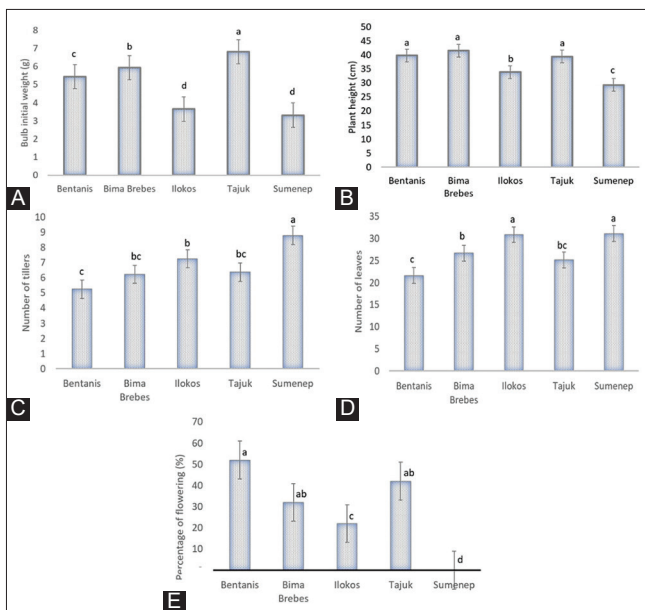 Bulb initial weight (g)
8
7
6
5
4
3
2
1
0
c
b
d
a
d
Bentanis
Bima Brebes
Ilokos
Tajuk
Sumenep
A
Plant height (cm)
50
45
40
35
30
25
20
15
10
5
0
a
a
b
a
c
Bentanis
Bima
Brebes
Ilokos
Tajuk
Sumenep
B
Number of tillers
10
9
8
7
6
5
4
3
2
1
0
c
bc
b
bc
a
Bentanis
Bima
Brebes
Ilokos
Tajuk
Sumenep
C
Number of leaves
35
30
25
20
15
10
5
0
c
b
a
bc
a
Bentanis
Bima
Brebes
Ilokos
Tajuk
Sumenep
D
Percentage of flowering (%)
70
60
50
40
30
20
10
-
a
ab
c
ab
d
Bentanis
Bima
Brebes
Ilokos
Tajuk
Sumenep
E